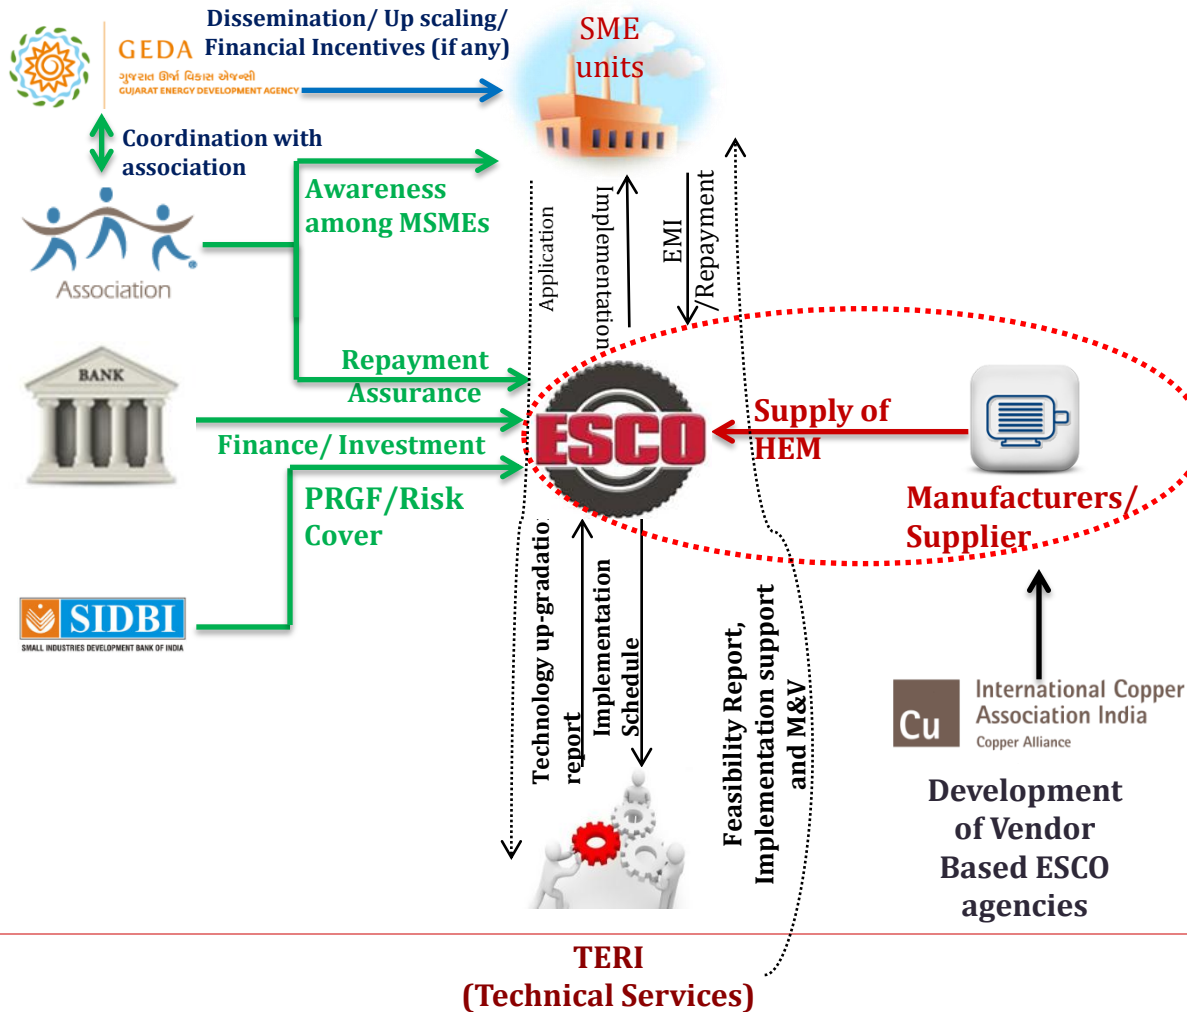 Dissemination/ Up scaling/
Financial Incentives (if any)
GEDA
ગુજરાત ઊર્જા વિકાસ એજન્સી
GUJARAT ENERGY DEVELOPMENT AGENCY
SME
units
Coordination with
association
Awareness
among MSMEs
Association
Application
Implementation
EMI
/Repayment
BANK
Repayment
Assurance
Finance/ Investment
ESCO
Supply of
HEM
Manufacturers/
Supplier
PRGF/Risk
Cover
SIDBI
SMALL INDUSTRIES DEVELOPMENT BANK OF INDIA
Technology up-gradatio
report
Implementation
Schedule
Feasibility Report,
Implementation support
and M&V
Cu
International Copper
Association India
Copper Alliance
Development
of Vendor
Based ESCO
agencies
TERI
(Technical Services)